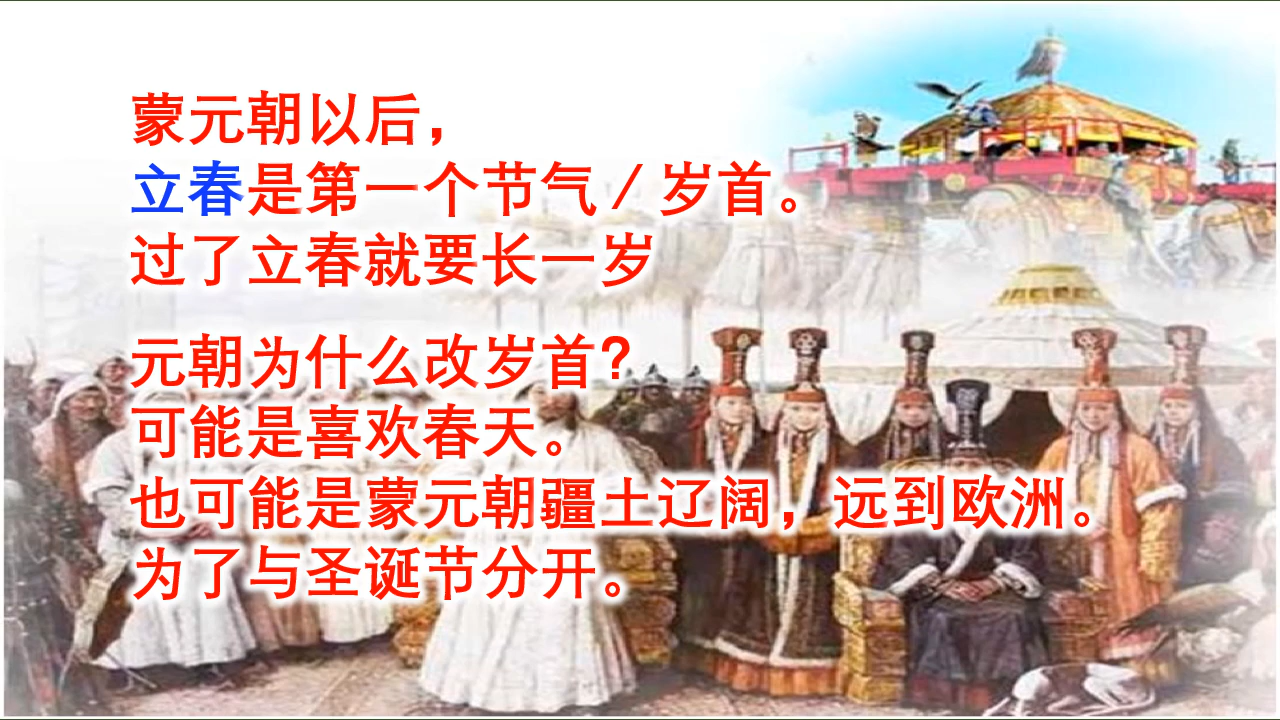 蒙元朝以后，
立春是第一个节气／岁首。
过了立春就要长一岁
元朝为什么改岁首？
可能是喜欢春天。
也可能是蒙元朝疆土辽阔，远到欧洲。
为了与圣诞节分开。